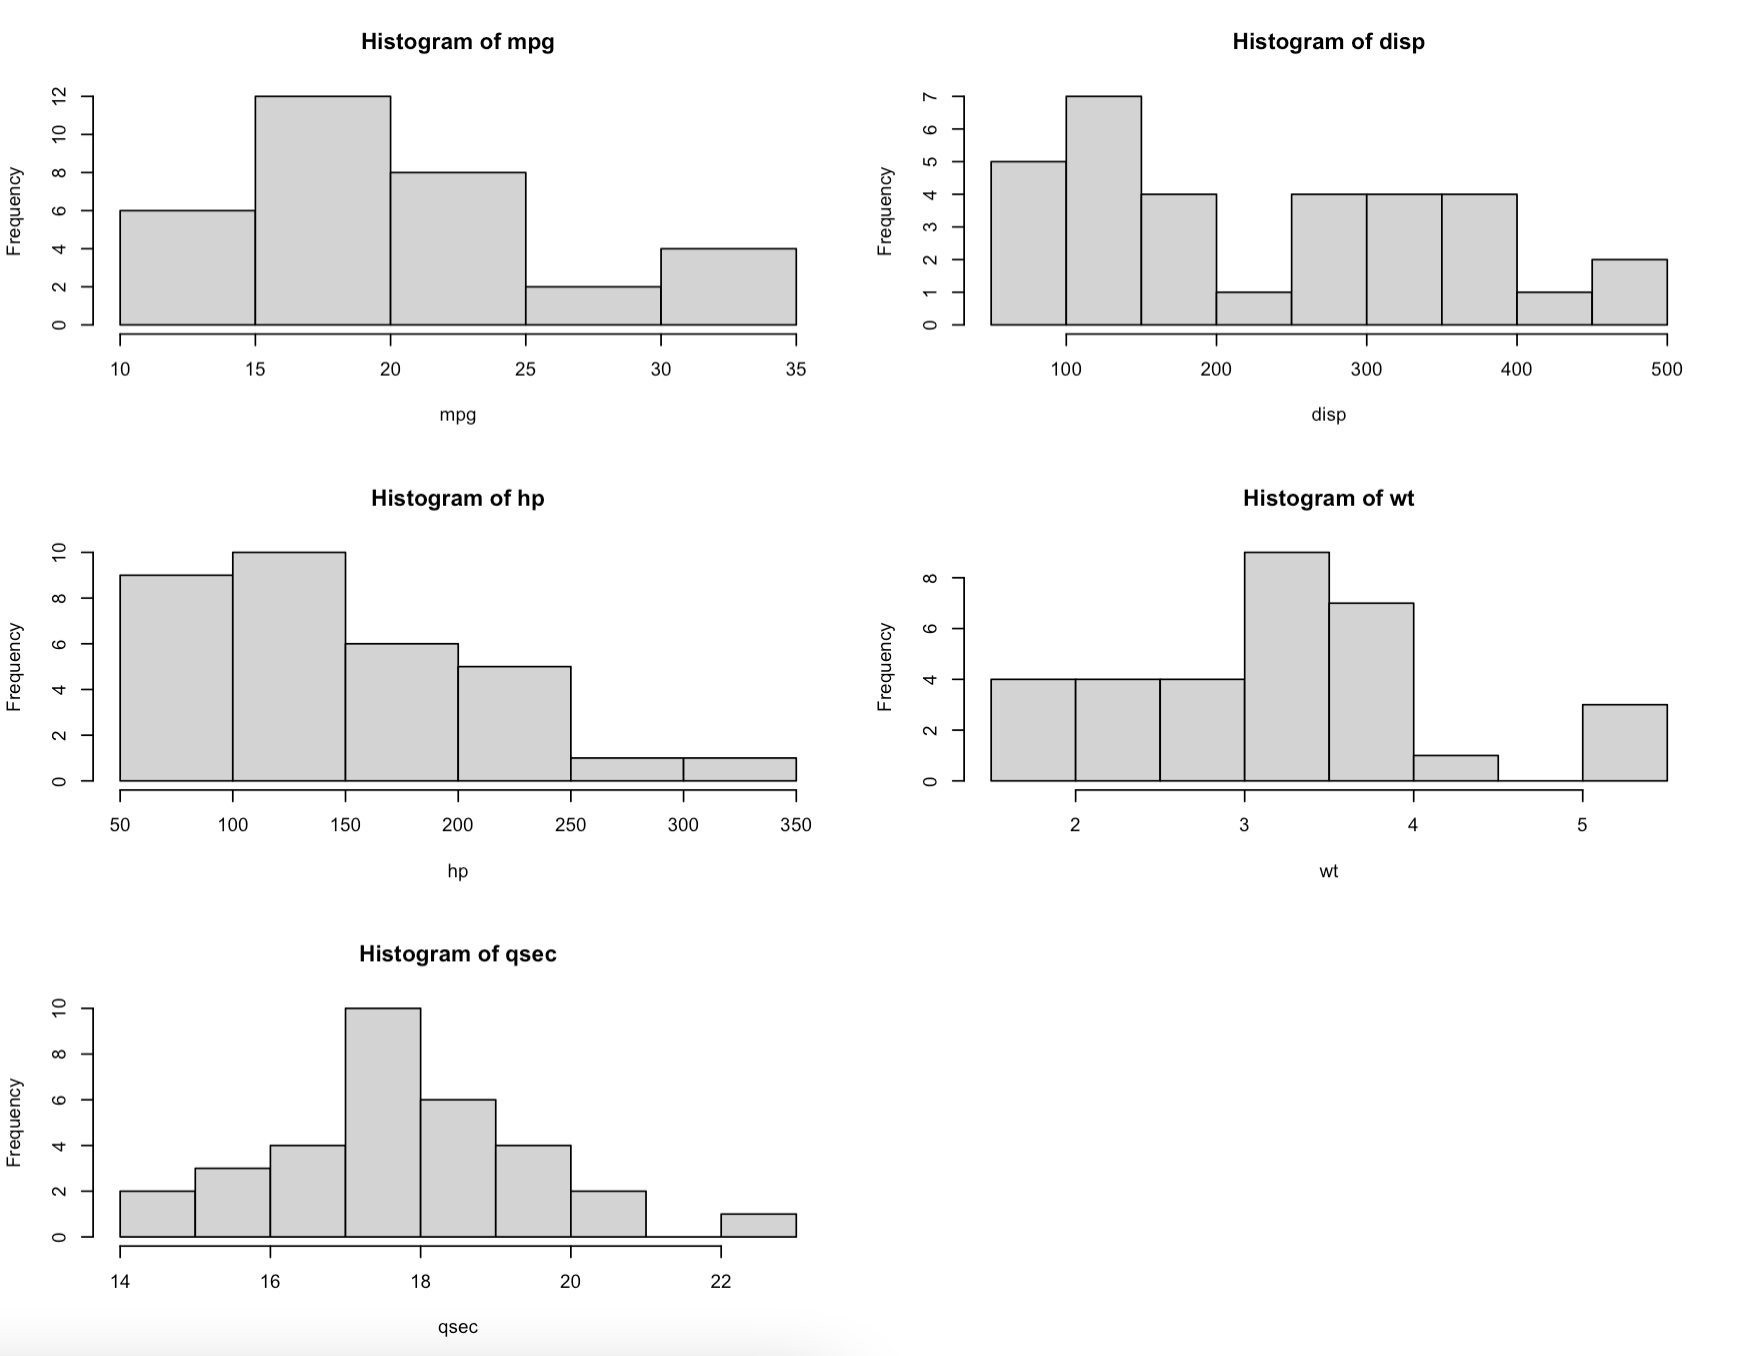 Histogram of mpg
Frequency
0 2 4 6 8 10 12
10 15 20 25 30 35
mpg
Histogram of disp
Frequency
0 1 2 3 4 5 6 7
100 200 300 400 500
disp
Histogram of hp
Frequency
0 2 4 6 8 10
50 100 150 200 250 300 350
hp
Histogram of wt
Frequency
0 2 4 6 8
2 3 4 5
wt
Histogram of qsec
Frequency
0 2 4 6 8 10
14 16 18 20 22
qsec